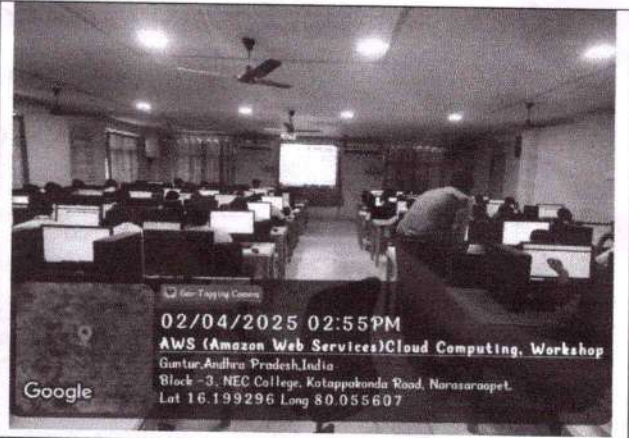 Geo-Tagging Camera
02/04/2025 02:55PM
AWS (Amazon Web Services)Cloud Computing, Workshop
Guntur,Andhra Pradesh,India
Block -3, NEC College, Kotappakonda Road, Narasaraopet.
Lat 16.199296 Long 80.055607
Google